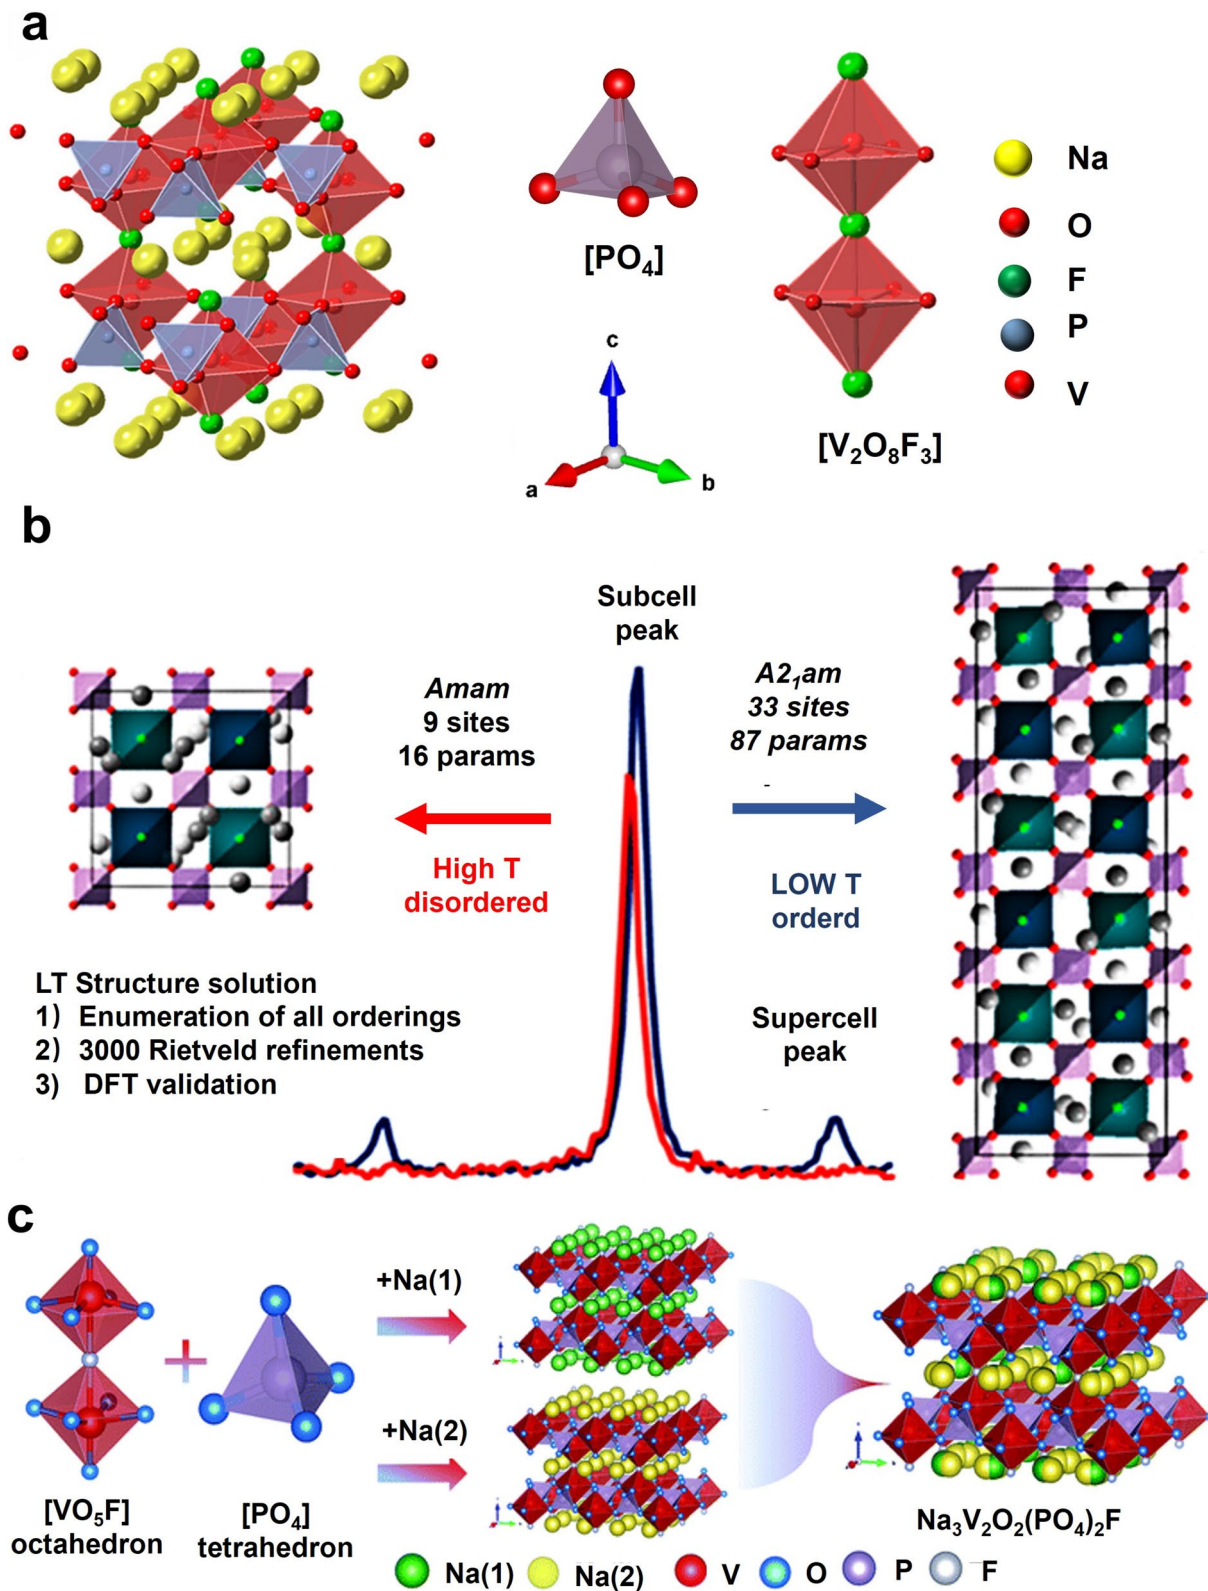 a
[PO₄]
[V₂O₈F₃]
Na
O
F
P
V
c
a
b
b
Subcell
peak
Amam
9 sites
16 params
A2₁am
33 sites
87 params
High T
disordered
LOW T
orderd
LT Structure solution
1) Enumeration of all orderings
2) 3000 Rietveld refinements
3) DFT validation
Supercell
peak
c
+Na(1)
+Na(2)
[VO₅F]
octahedron
[PO₄]
tetrahedron
Na₃V₂O₂(PO₄)₂F
Na(1)
Na(2)
V
O
P
F